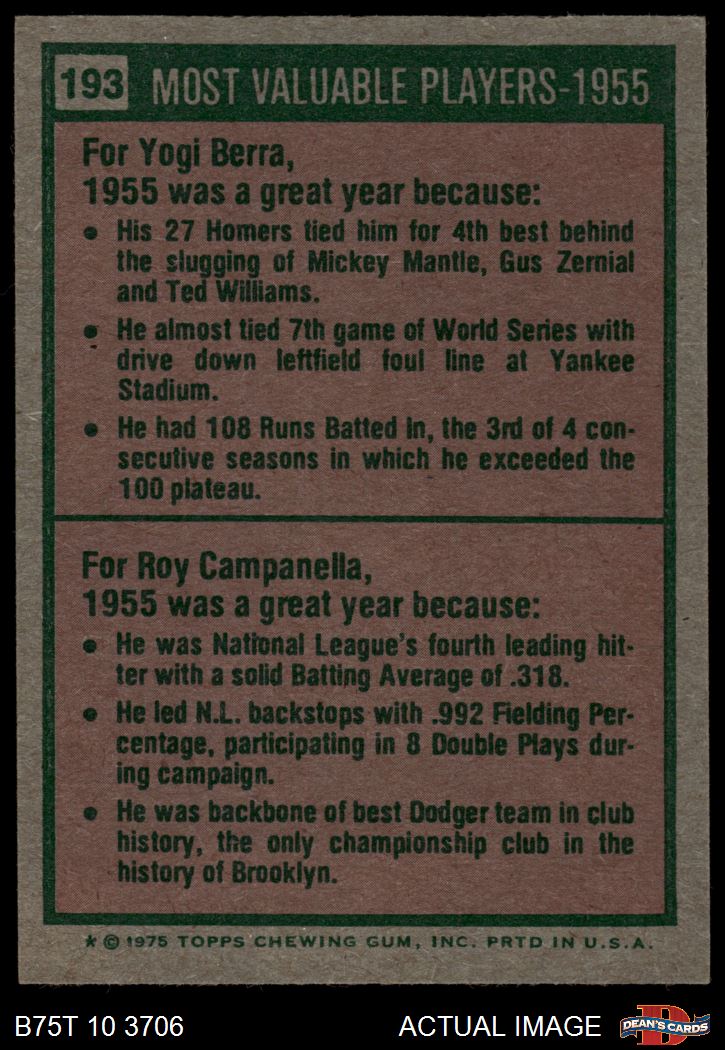 193 MOST VALUABLE PLAYERS-1955
For Yogi Berra,
1955 was a great year because:
• His 27 Homers tied him for 4th best behind
the slugging of Mickey Mantle, Gus Zernial
and Ted Williams.
• He almost tied 7th game of World Series with
drive down leftfield foul line at Yankee
Stadium.
• He had 108 Runs Batted In, the 3rd of 4 con-
secutive seasons in which he exceeded the
100 plateau.
For Roy Campanella,
1955 was a great year because:
• He was National League's fourth leading hit-
ter with a solid Batting Average of .318.
• He led N.L. backstops with .992 Fielding Per-
centage, participating in 8 Double Plays dur-
ing campaign.
• He was backbone of best Dodger team in club
history, the only championship club in the
history of Brooklyn.
* © 1975 TOPPS CHEWING GUM, INC. PRTD IN U.S.A.
B75T 10 3706 ACTUAL IMAGE D DEAN'S CARDS